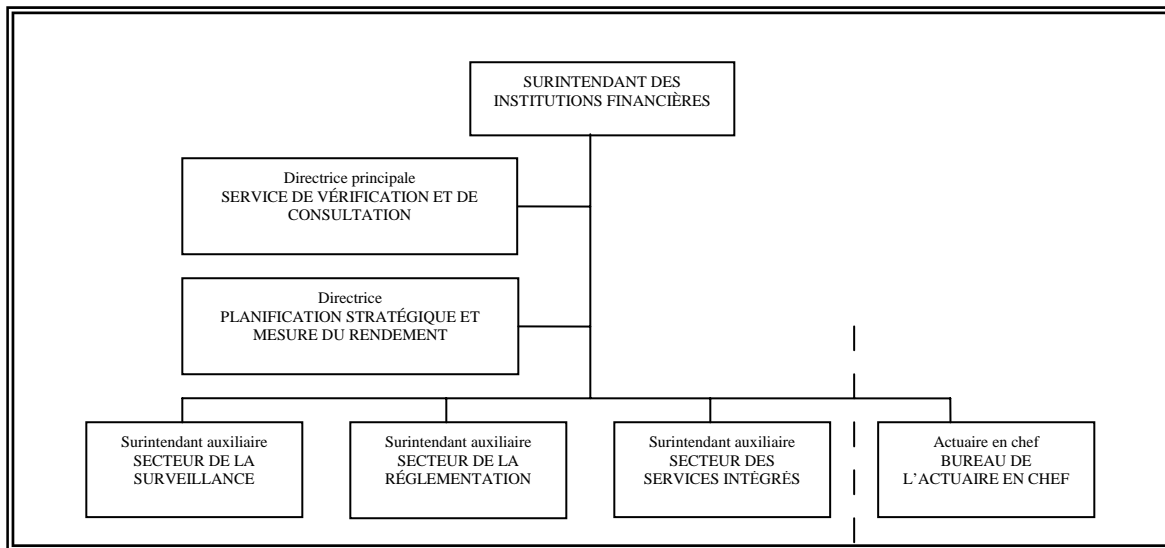 SURINTENDANT DES
INSTITUTIONS FINANCIÈRES
Directrice principale
SERVICE DE VÉRIFICATION ET DE
CONSULTATION
Directrice
PLANIFICATION STRATÉGIQUE ET
MESURE DU RENDEMENT
Surintendant auxiliaire
SECTEUR DE LA
SURVEILLANCE
Surintendant auxiliaire
SECTEUR DE LA
RÉGLEMENTATION
Surintendant auxiliaire
SECTEUR DES
SERVICES INTÉGRÉS
Actuaire en chef
BUREAU DE
L’ACTUAIRE EN CHEF